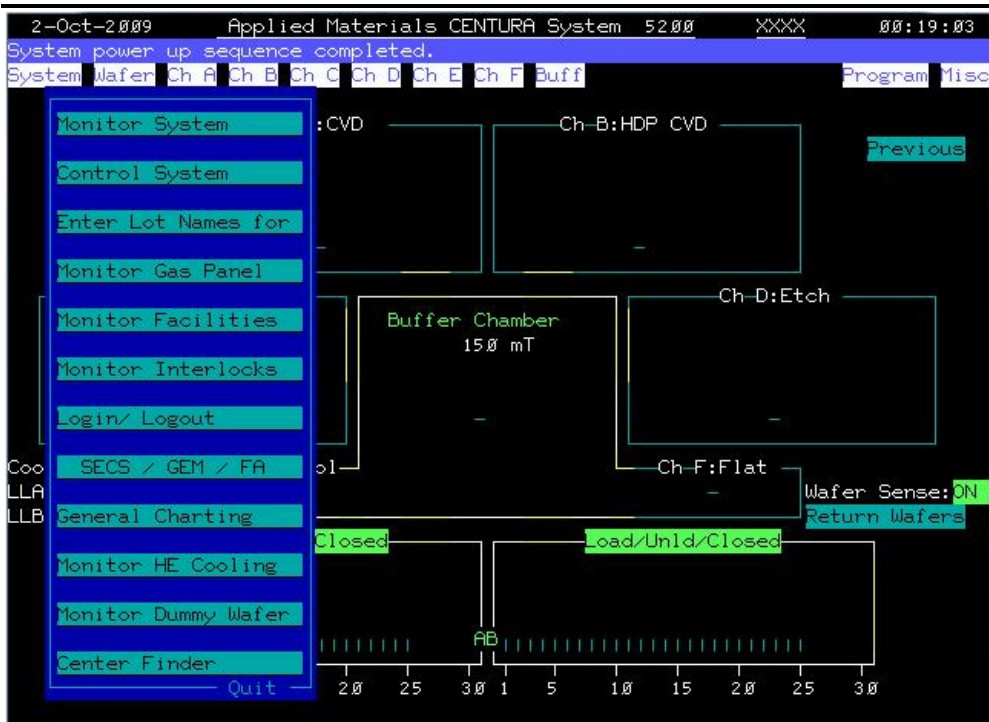 2-Oct-2009 Applied Materials CENTURA System 5200 XXXX 00:19:03
System power up sequence completed.
System Wafer Ch A Ch B Ch C Ch D Ch E Ch F Buff Program Misc
Monitor System
:CVD
Ch-B:HDP CVD
Previous
Control System
Enter Lot Names for
Monitor Gas Panel
Ch-D:Etch
Monitor Facilities
Buffer Chamber
150 mT
Monitor Interlocks
Login/ Logout
Coo
SECS / GEM / FA
ol
Ch-F:Flat
LLA
Wafer Sense:ON
LLB
General Charting
Return Wafers
Closed
Load/Unld/Closed
Monitor HE Cooling
Monitor Dummy Wafer
AB
Center Finder
Quit
20 25 30 1 5 10 15 20 25 30